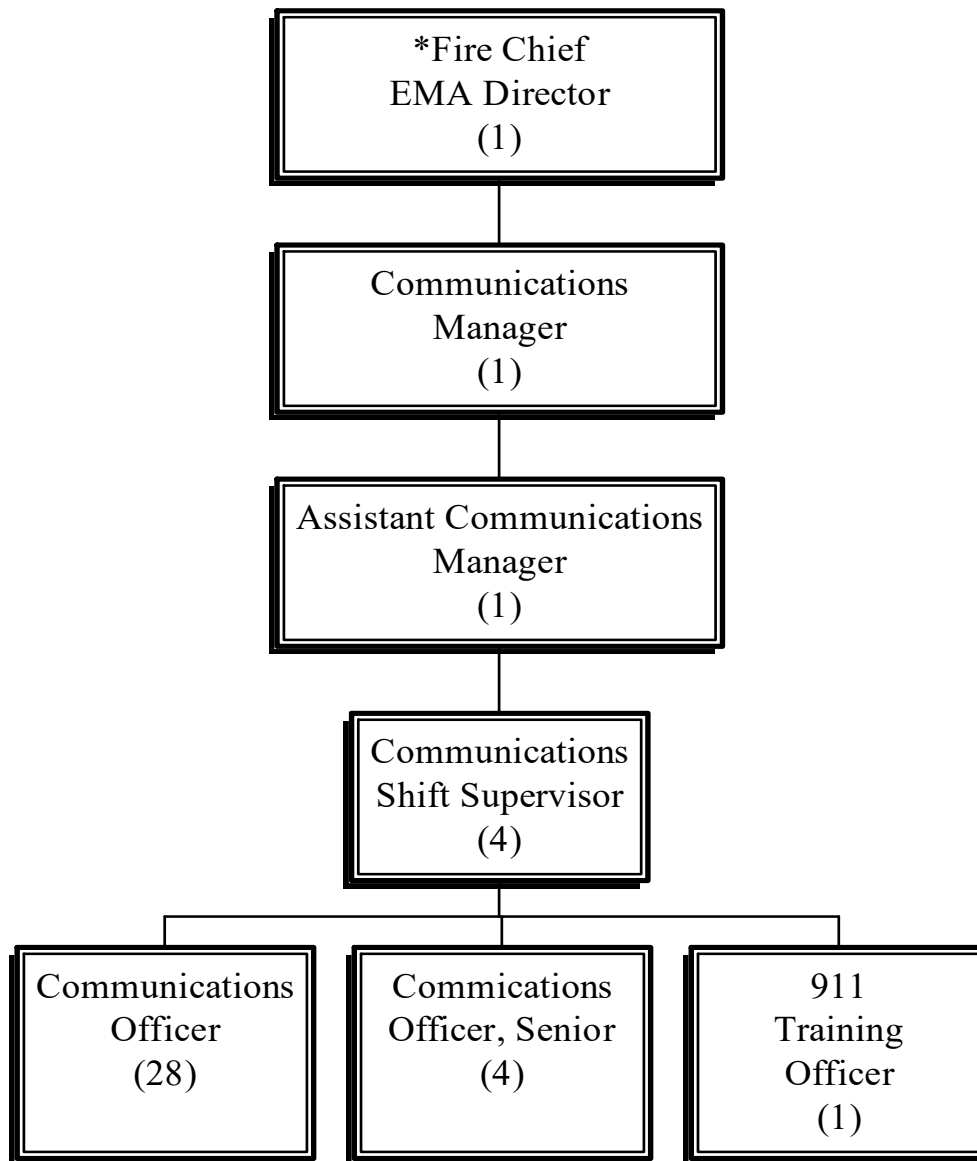 *Fire Chief
EMA Director
(1)
Communications
Manager
(1)
Assistant Communications
Manager
(1)
Communications
Shift Supervisor
(4)
Communications
Officer
(28)
Commications
Officer, Senior
(4)
911
Training
Officer
(1)